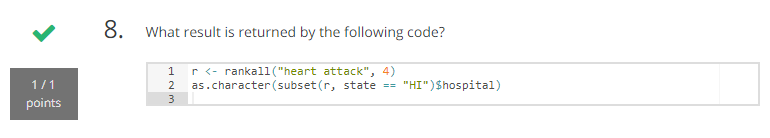 8. What result is returned by the following code?
1 / 1
points
1 r <- rankall("heart attack", 4)
2 as.character(subset(r, state == "HI")$hospital)
3